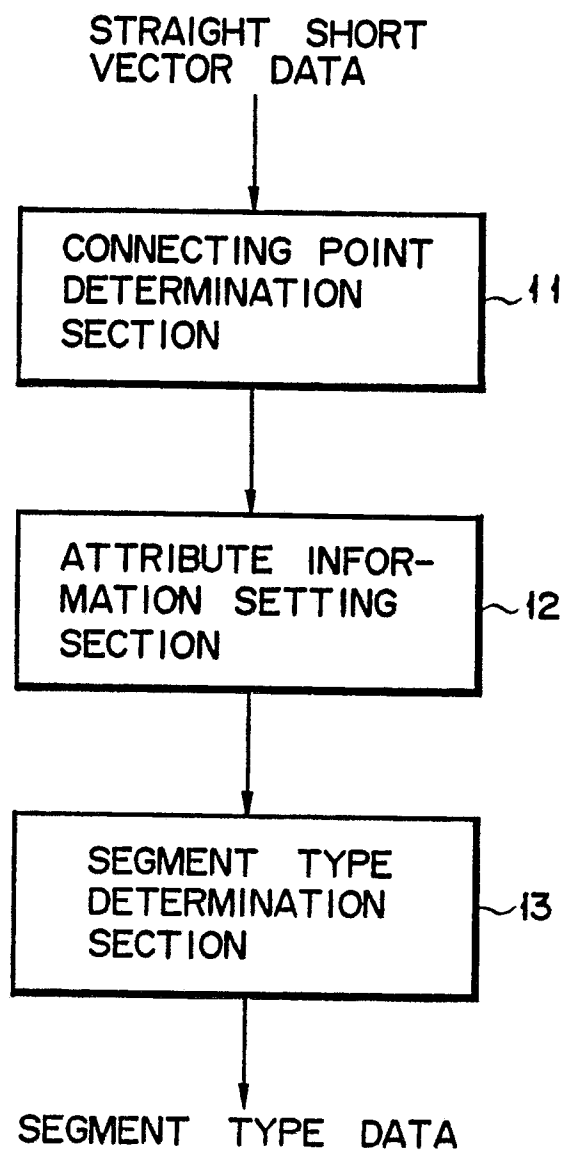 STRAIGHT SHORT
VECTOR DATA
CONNECTING POINT
DETERMINATION
SECTION
11
ATTRIBUTE INFOR-
MATION SETTING
SECTION
12
SEGMENT TYPE
DETERMINATION
SECTION
13
SEGMENT TYPE DATA